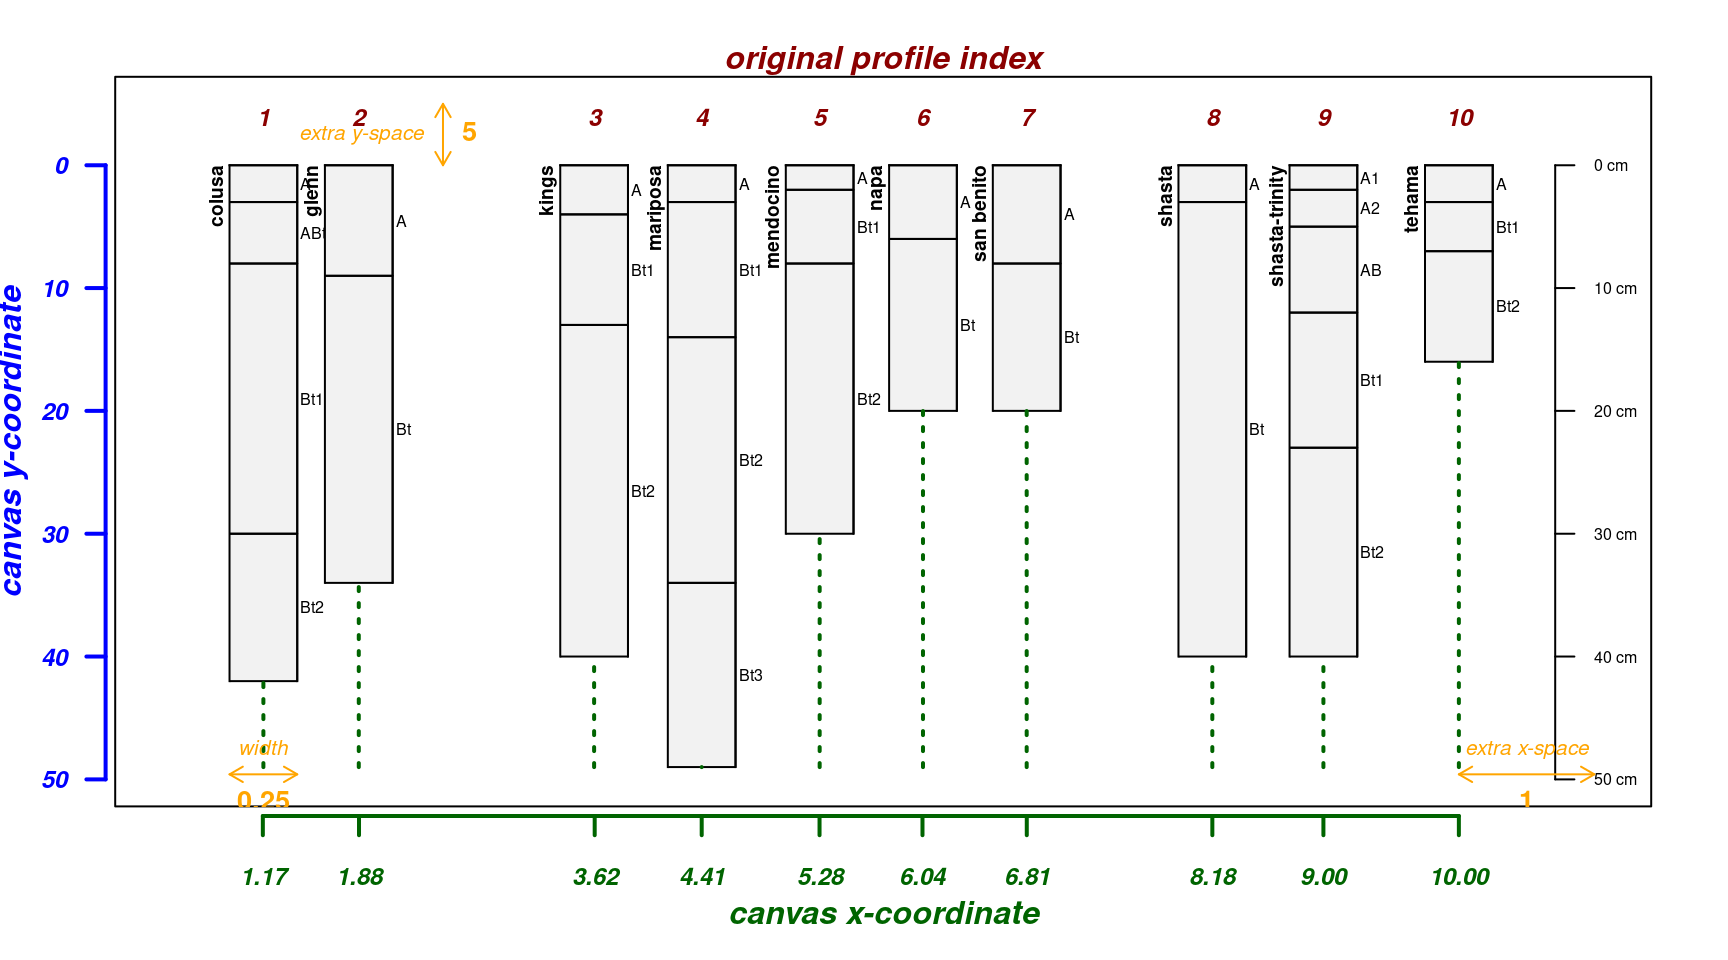 original profile index
1 2 3 4 5 6 7 8 9 10
extra y-space 5
canvas y-coordinate
0
10
20
30
40
50
colusa
A
ABt
Bt1
Bt2
glenn
A
Bt
kings
A
Bt1
Bt2
mariposa
A
Bt1
Bt2
Bt3
mendocino
A
Bt1
Bt2
napa
A
Bt
san benito
A
Bt
shasta
A
Bt
shasta-trinity
A1
A2
AB
Bt1
Bt2
tehama
A
Bt1
Bt2
0 cm
10 cm
20 cm
30 cm
40 cm
50 cm
width
0.25
extra x-space
1
1.17 1.88 3.62 4.41 5.28 6.04 6.81 8.18 9.00 10.00
canvas x-coordinate